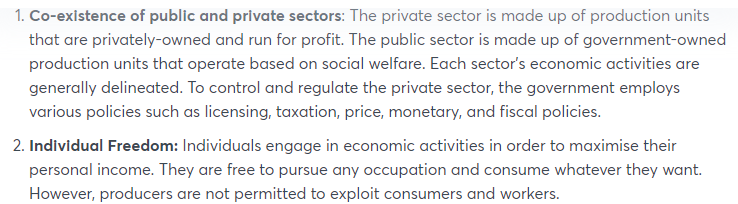 1. Co-existence of public and private sectors: The private sector is made up of production units
that are privately-owned and run for profit. The public sector is made up of government-owned
production units that operate based on social welfare. Each sector's economic activities are
generally delineated. To control and regulate the private sector, the government employs
various policies such as licensing, taxation, price, monetary, and fiscal policies.
2. Individual Freedom: Individuals engage in economic activities in order to maximise their
personal income. They are free to pursue any occupation and consume whatever they want.
However, producers are not permitted to exploit consumers and workers.